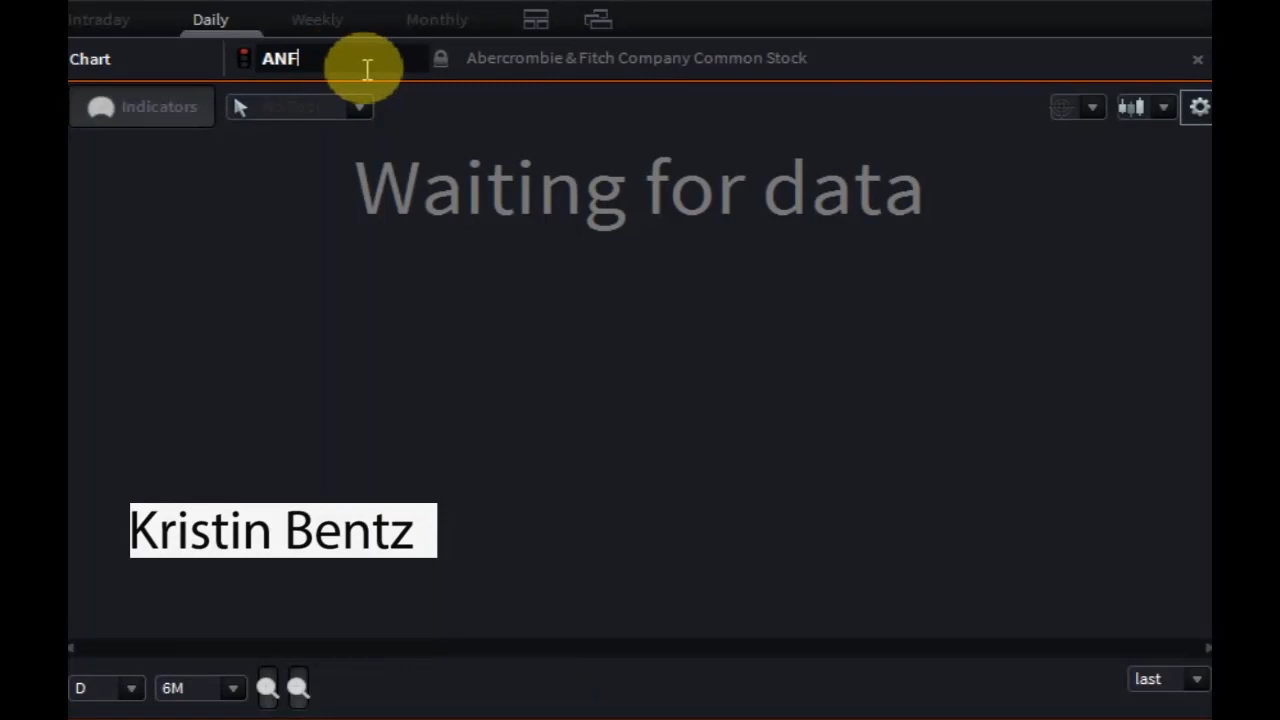 Intraday Daily Weekly Monthly
Chart ANF Abercrombie & Fitch Company Common Stock
Indicators
Waiting for data
Kristin Bentz
D 6M last